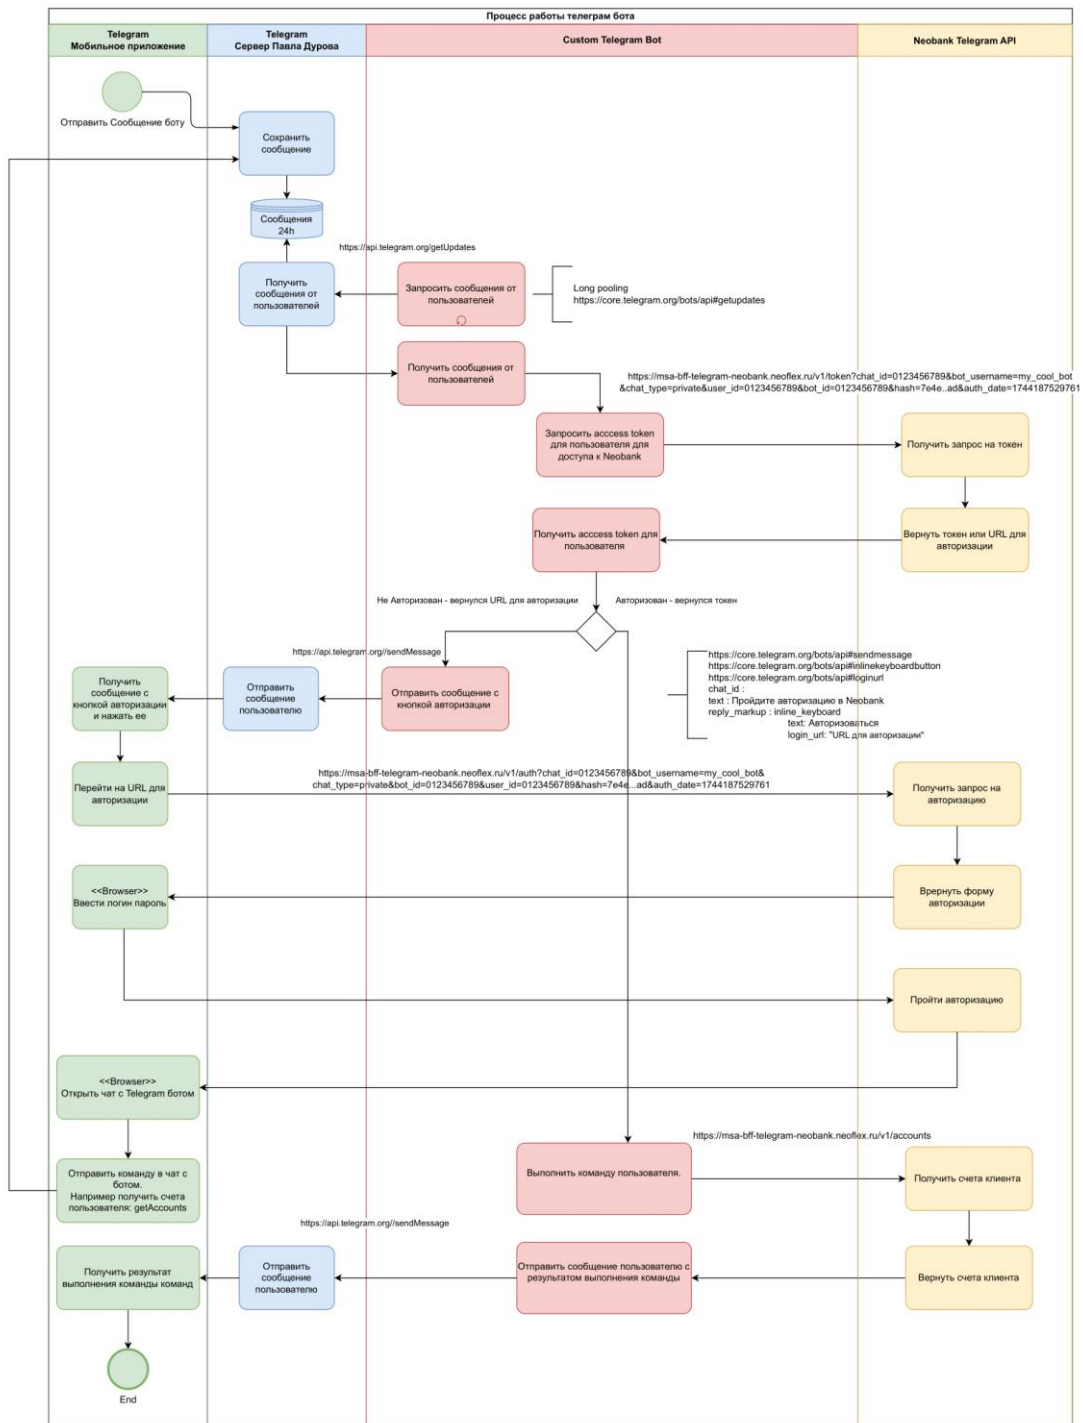 Процесс работы телеграм бота
Telegram
Мобильное приложение
Telegram
Сервер Павла Дурова
Custom Telegram Bot
Neobank Telegram API
Отправить Сообщение боту
Сохранить
сообщение
Сообщения
24h
https://api.telegram.org/getUpdates
Получить
сообщения от
пользователей
Запросить сообщения от
пользователей
Long pooling
https://core.telegram.org/bots/api#getupdates
Получить сообщения от
пользователей
https://msa-bff-telegram-neobank.neoflex.ru/v1/token?chat_id=0123456789&bot_username=my_cool_bot
&chat_type=private&user_id=0123456789&bot_id=0123456789&hash=7e4e..ad&auth_date=1744187529761
Запросить acccess token
для пользователя для
доступа к Neobank
Получить запрос на токен
Получить acccess token для
пользователя
Вернуть токен или URL для
авторизации
Не Авторизован - вернулся URL для авторизации
Авторизован - вернулся токен
https://api.telegram.org//sendMessage
https://core.telegram.org/bots/api#sendmessage
https://core.telegram.org/bots/api#inlinekeyboardbutton
https://core.telegram.org/bots/api#loginurl
chat_id :
text : Пройдите авторизацию в Neobank
reply_markup : inline_keyboard
text: Авторизоваться
login_url: "URL для авторизации"
Получить
сообщение с
кнопкой авторизации
и нажать ее
Отправить
сообщение
пользователю
Отправить сообщение с
кнопкой авторизации
https://msa-bff-telegram-neobank.neoflex.ru/v1/auth?chat_id=0123456789&bot_username=my_cool_bot&
chat_type=private&bot_id=0123456789&user_id=0123456789&hash=7e4e...ad&auth_date=1744187529761
Перейти на URL для
авторизации
Получить запрос на
авторизацию
<<Browser>>
Ввести логин пароль
Врернуть форму
авторизации
Пройти авторизацию
<<Browser>>
Открыть чат с Telegram ботом
https://msa-bff-telegram-neobank.neoflex.ru/v1/accounts
Отправить команду в чат с
ботом.
Например получить счета
пользователя: getAccounts
Выполнить команду пользователя.
Получить счета клиента
https://api.telegram.org//sendMessage
Получить результат
выполнения команды команд
Отправить
сообщение
пользователю
Отправить сообщение пользователю с
результатом выполнения команды
Вернуть счета клиента
End